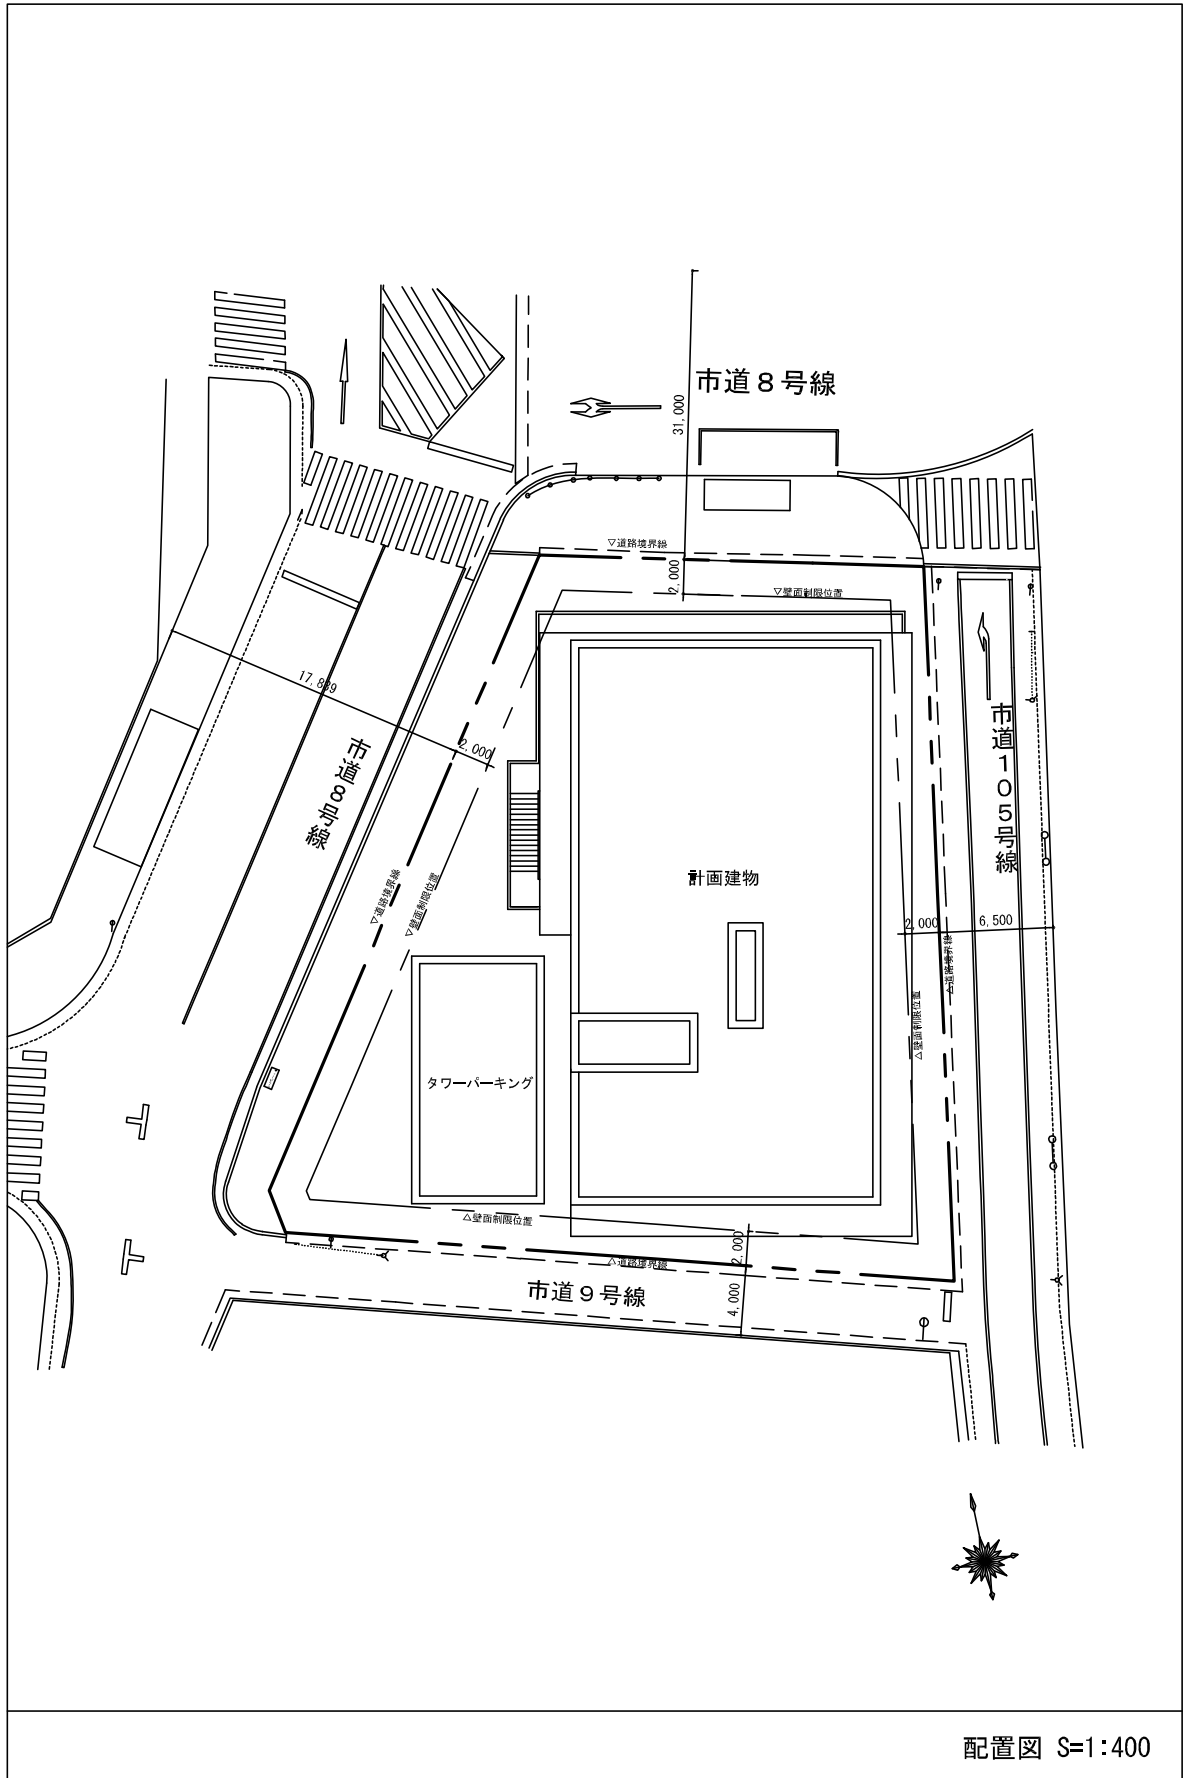 市道８号線
31,000
▽道路境界線
2,000
▽壁面制限位置
17,839
2,000
市道８号線
市道１０５号線
計画建物
▽道路境界線
▽壁面制限位置
2,000
6,500
△道路境界線
△壁面制限位置
タワーパーキング
△壁面制限位置
2,000
△道路境界線
市道９号線
4,000
配置図 S=1:400